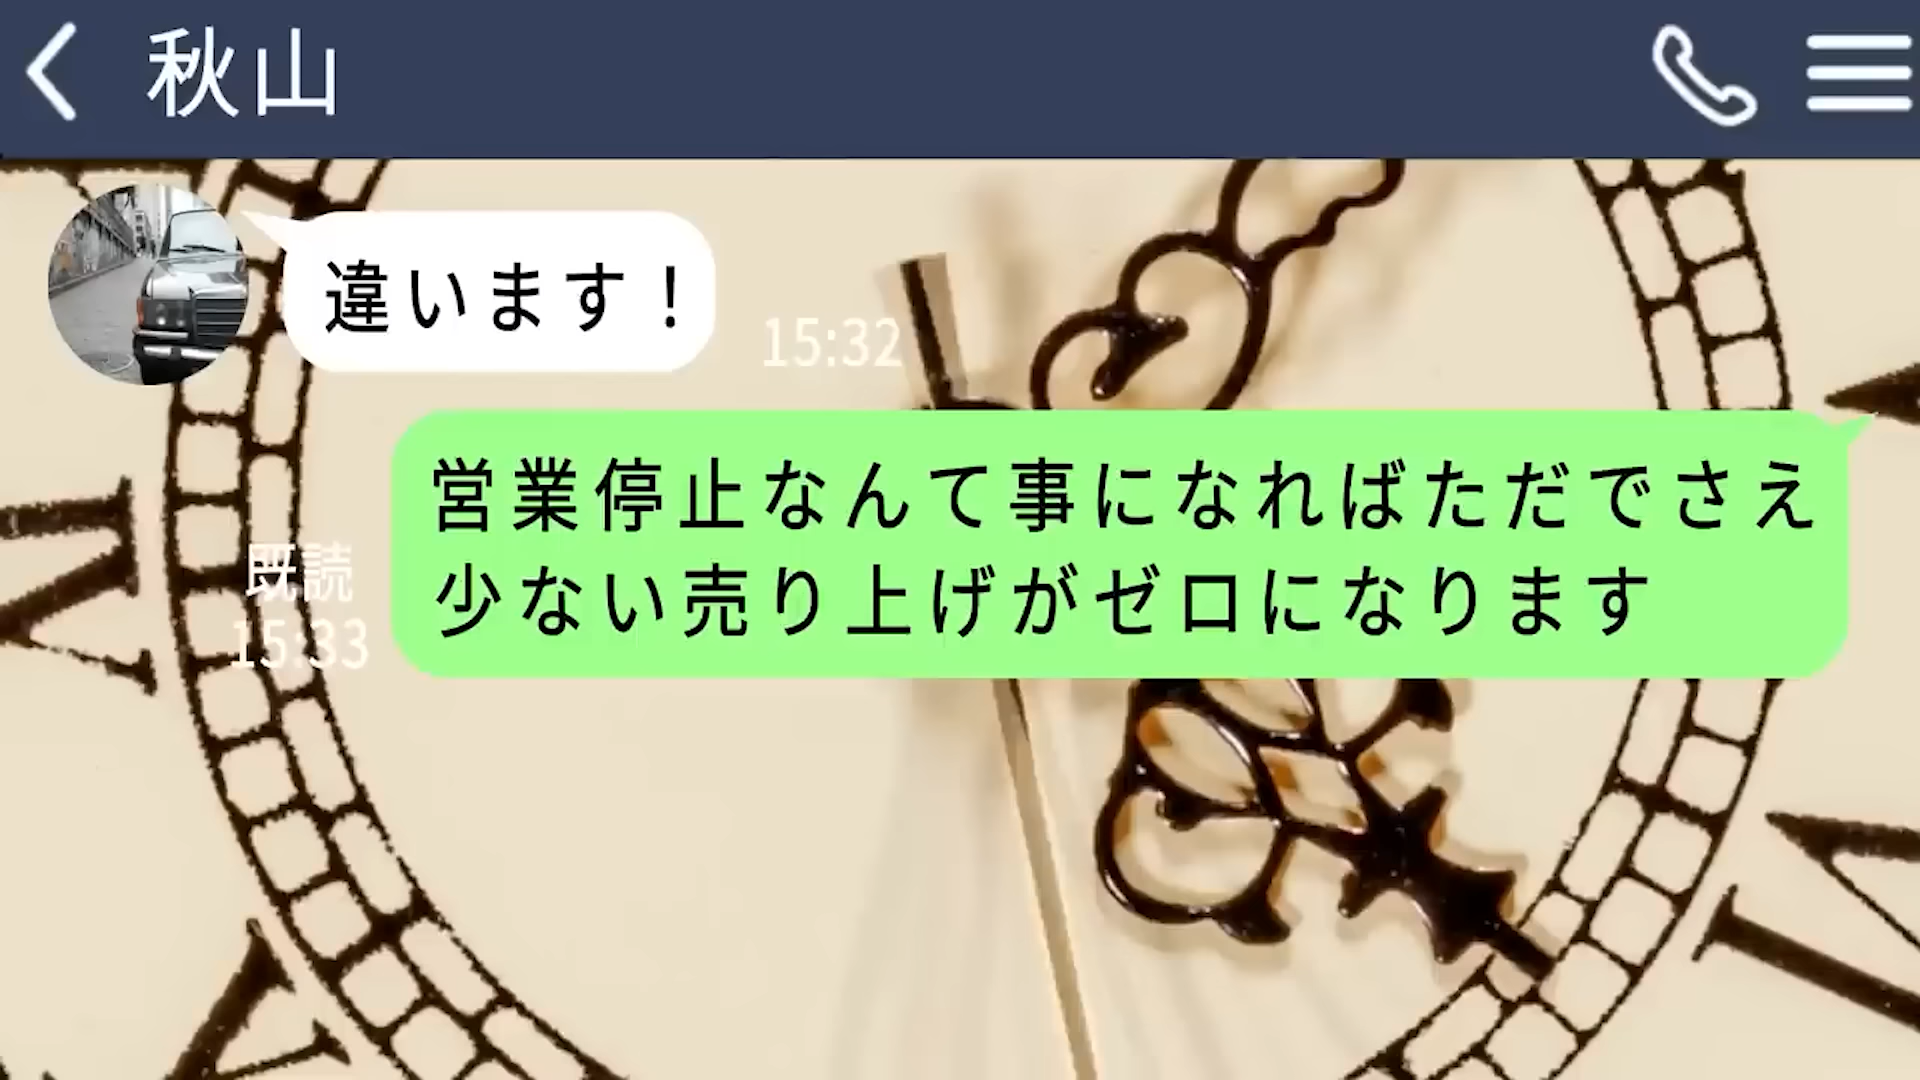 秋山
違います！
15:32
営業停止なんて事になればただでさえ
少ない売り上げがゼロになります
既読
15:33